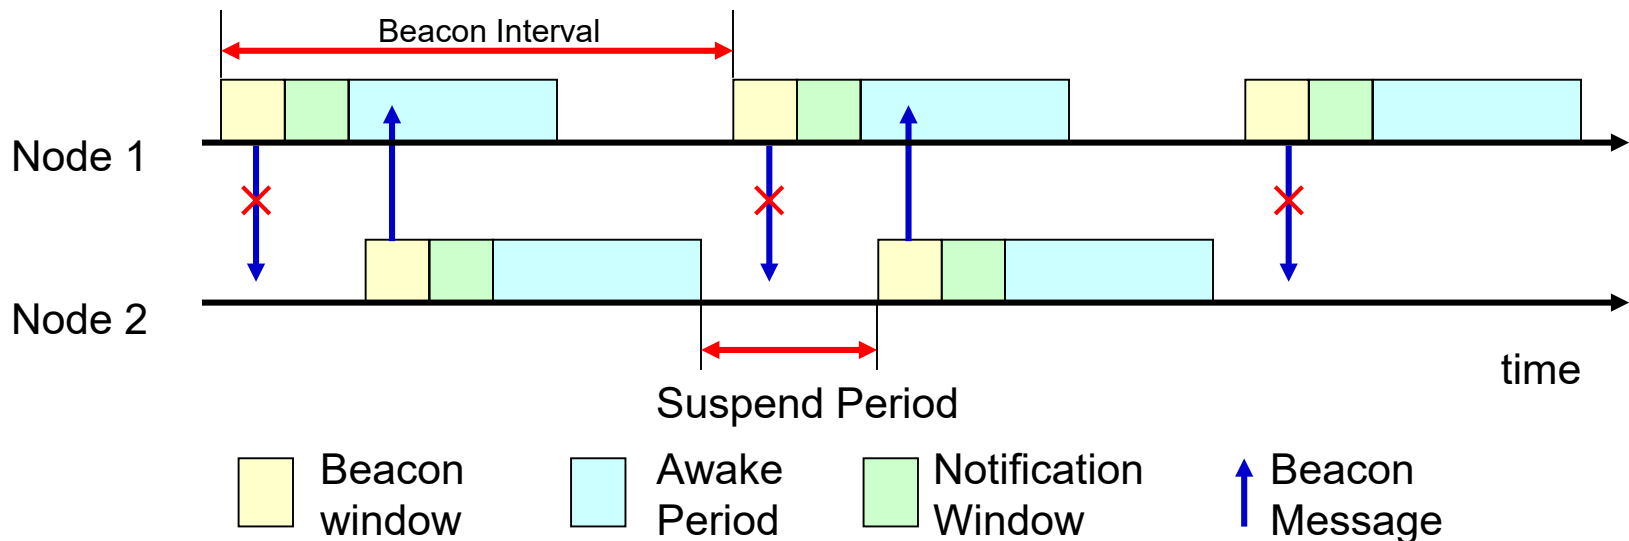 Beacon Interval
Node 1
Node 2
time
Suspend Period
Beacon
window
Awake
Period
Notification
Window
Beacon
Message